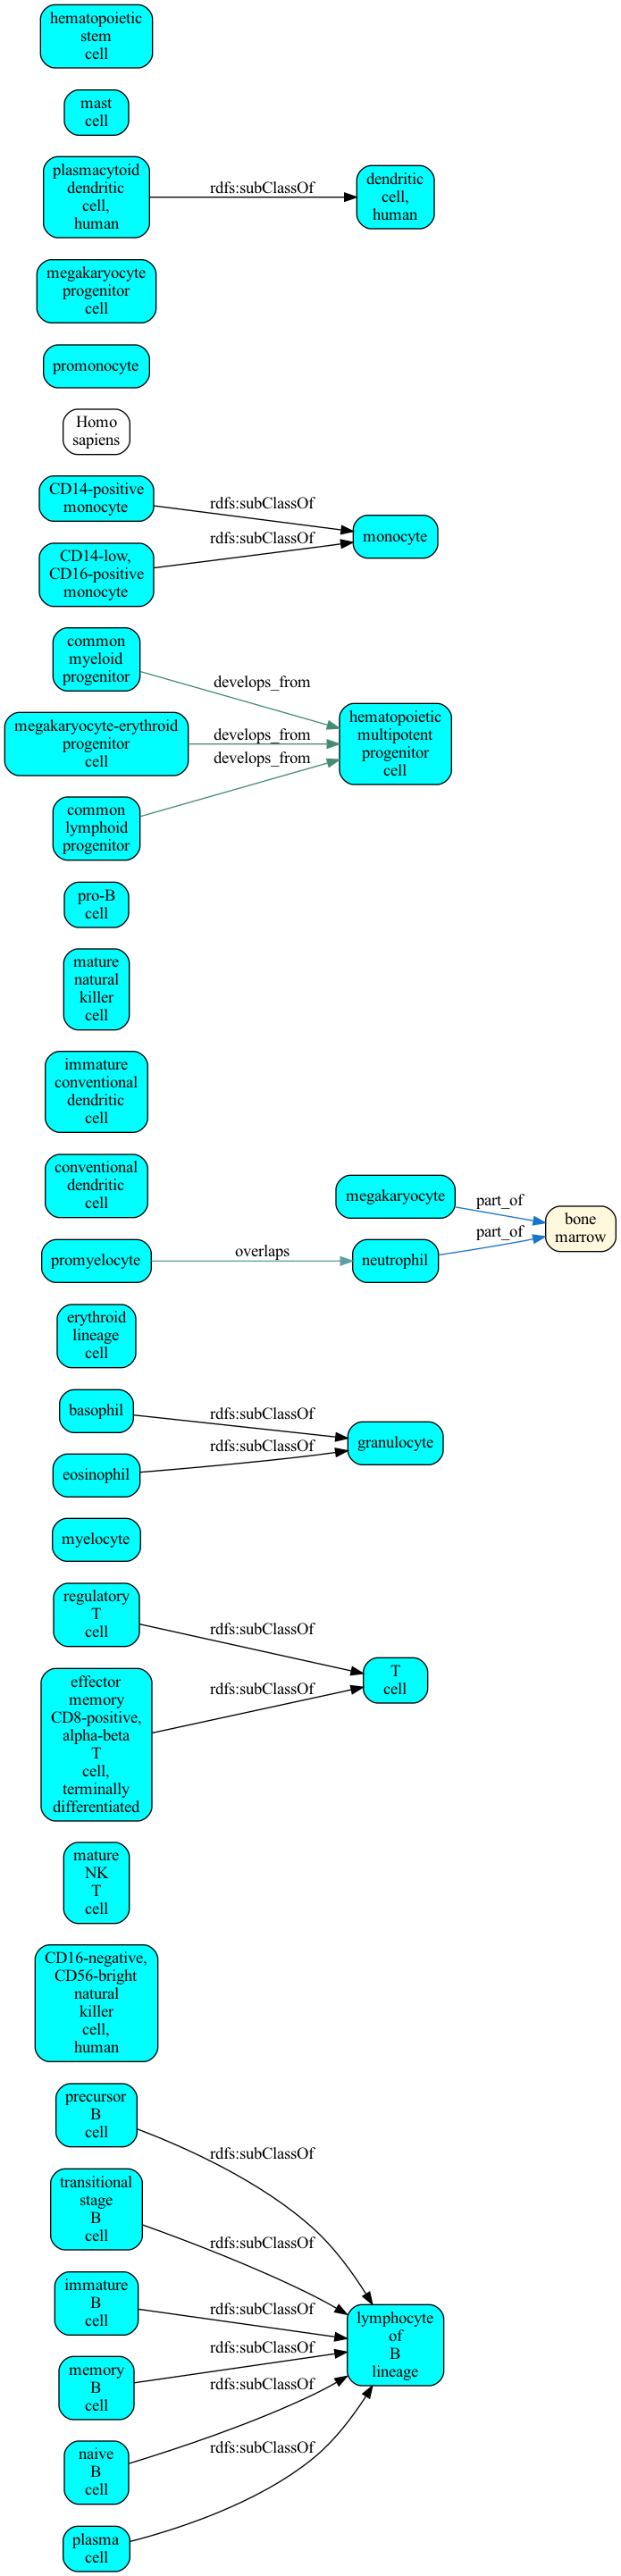 hematopoietic
stem
cell
mast
cell
plasmacytoid
dendritic
cell,
human
rdfs:subClassOf
dendritic
cell,
human
megakaryocyte
progenitor
cell
promonocyte
Homo
sapiens
CD14-positive
monocyte
rdfs:subClassOf
monocyte
CD14-low,
CD16-positive
monocyte
rdfs:subClassOf
common
myeloid
progenitor
develops_from
hematopoietic
multipotent
progenitor
cell
megakaryocyte-erythroid
progenitor
cell
develops_from
common
lymphoid
progenitor
develops_from
pro-B
cell
mature
natural
killer
cell
immature
conventional
dendritic
cell
conventional
dendritic
cell
megakaryocyte
part_of
bone
marrow
promyelocyte
overlaps
neutrophil
part_of
erythroid
lineage
cell
basophil
rdfs:subClassOf
granulocyte
eosinophil
rdfs:subClassOf
myelocyte
regulatory
T
cell
rdfs:subClassOf
T
cell
effector
memory
CD8-positive,
alpha-beta
T
cell,
terminally
differentiated
rdfs:subClassOf
mature
NK
T
cell
CD16-negative,
CD56-bright
natural
killer
cell,
human
precursor
B
cell
rdfs:subClassOf
transitional
stage
B
cell
rdfs:subClassOf
immature
B
cell
rdfs:subClassOf
lymphocyte
of
B
lineage
memory
B
cell
rdfs:subClassOf
naive
B
cell
rdfs:subClassOf
plasma
cell
rdfs:subClassOf